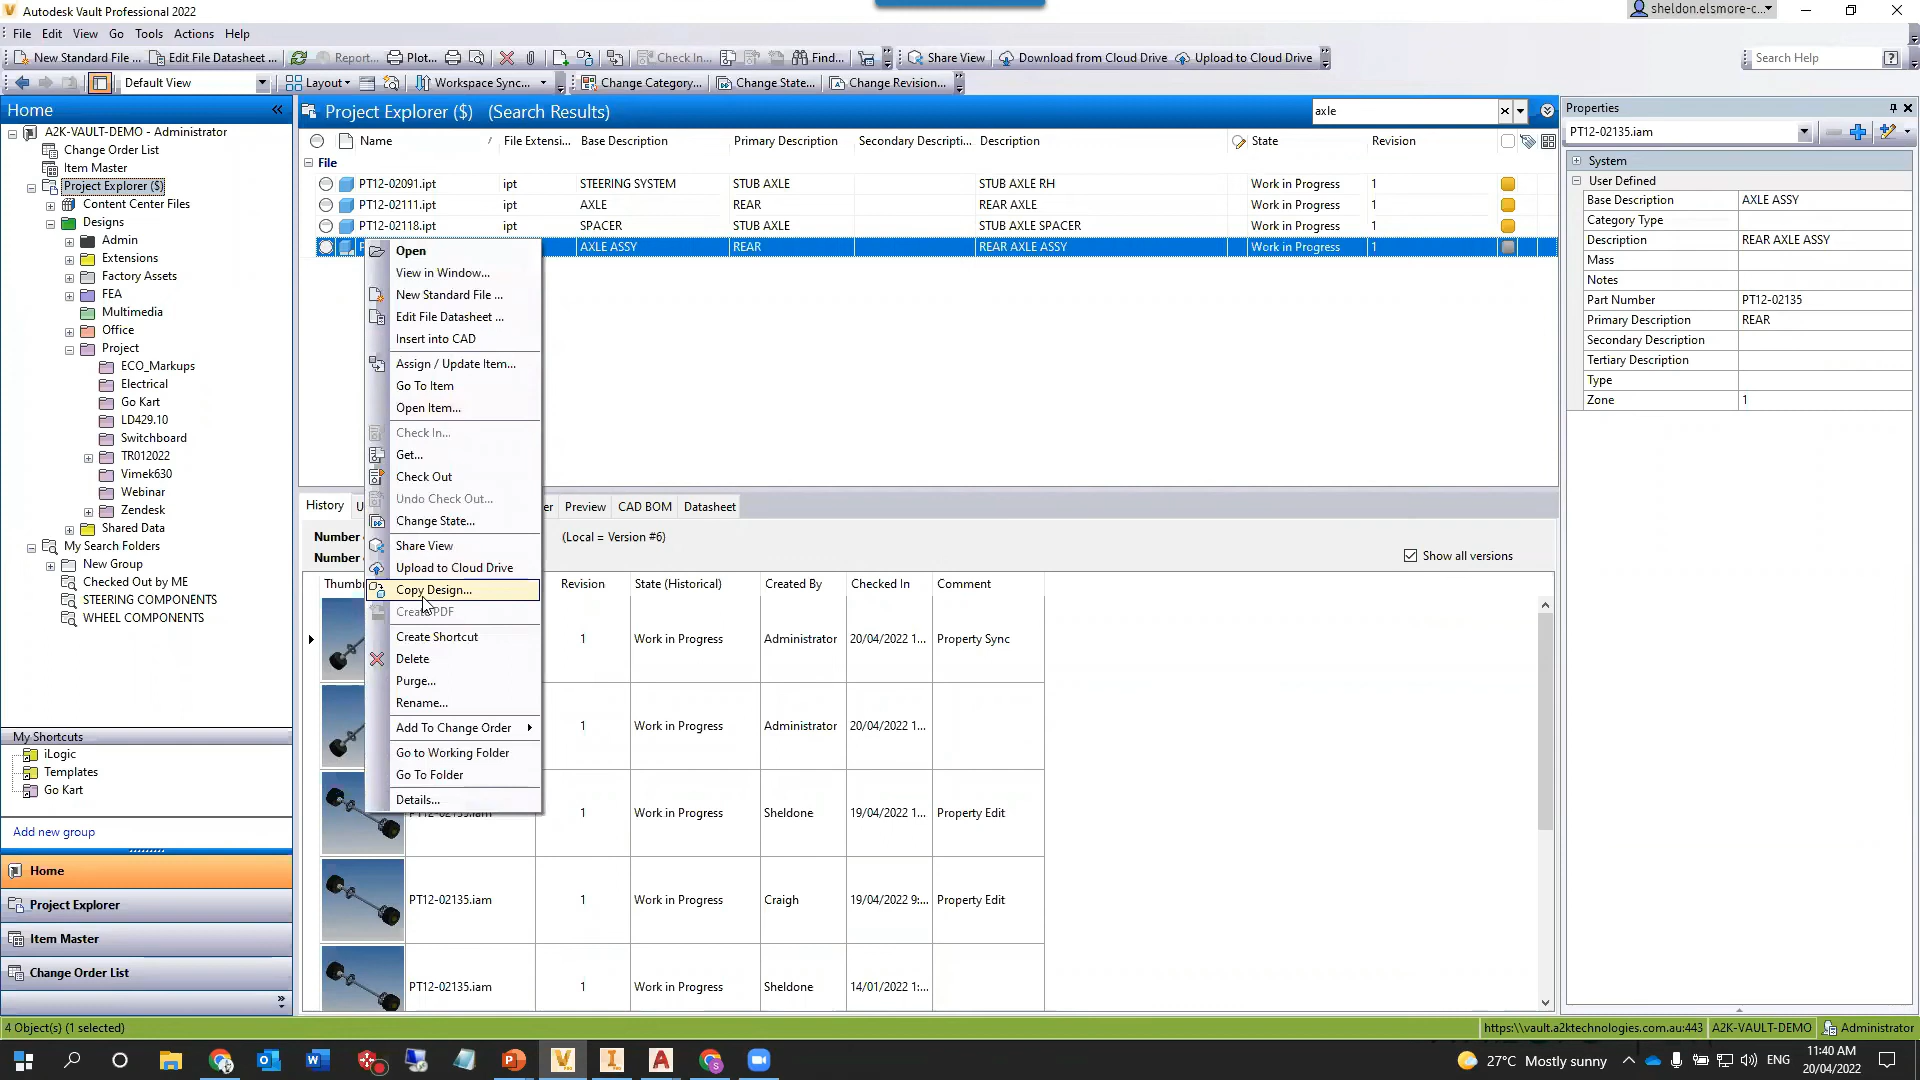 Autodesk Vault Professional 2022
sheldon.elsmore-c...
File Edit View Go Tools Actions Help
New Standard File ... Edit File Datasheet ... Report... Plot... Check In... Find... Share View Download from Cloud Drive Upload to Cloud Drive Search Help
Default View Layout Workspace Sync... Change Category... Change State... Change Revision...
Home
A2K-VAULT-DEMO - Administrator
Change Order List
Item Master
Project Explorer ($)
Content Center Files
Designs
Admin
Extensions
Factory Assets
FEA
Multimedia
Office
Project
ECO_Markups
Electrical
Go Kart
LD429.10
Switchboard
TR012022
Vimek630
Webinar
Zendesk
Shared Data
My Search Folders
New Group
Checked Out by ME
STEERING COMPONENTS
WHEEL COMPONENTS
My Shortcuts
iLogic
Templates
Go Kart
Add new group
Home
Project Explorer
Item Master
Change Order List
Project Explorer ($) (Search Results) axle
Name File Extensi... Base Description Primary Description Secondary Descripti... Description State Revision
File
PT12-02091.ipt ipt STEERING SYSTEM STUB AXLE STUB AXLE RH Work in Progress 1
PT12-02111.ipt ipt AXLE REAR REAR AXLE Work in Progress 1
PT12-02118.ipt ipt SPACER STUB AXLE STUB AXLE SPACER Work in Progress 1
AXLE ASSY REAR REAR AXLE ASSY Work in Progress 1
Open
View in Window...
New Standard File ...
Edit File Datasheet ...
Insert into CAD
Assign / Update Item...
Go To Item
Open Item...
Check In...
Get...
Check Out
Undo Check Out...
Change State...
Share View
Upload to Cloud Drive
Copy Design...
Create PDF
Create Shortcut
Delete
Purge...
Rename...
Add To Change Order
Go to Working Folder
Go To Folder
Details...
History Preview CAD BOM Datasheet
Number (Local = Version #6)
Number Show all versions
Thumb Revision State (Historical) Created By Checked In Comment
1 Work in Progress Administrator 20/04/2022 1... Property Sync
1 Work in Progress Administrator 20/04/2022 1...
PT12-02135.iam 1 Work in Progress Sheldone 19/04/2022 1... Property Edit
PT12-02135.iam 1 Work in Progress Craigh 19/04/2022 9:... Property Edit
PT12-02135.iam 1 Work in Progress Sheldone 14/01/2022 1:...
Properties
PT12-02135.iam
System
User Defined
Base Description AXLE ASSY
Category Type
Description REAR AXLE ASSY
Mass
Notes
Part Number PT12-02135
Primary Description REAR
Secondary Description
Tertiary Description
Type
Zone 1
4 Object(s) (1 selected) https:\\vault.a2ktechnologies.com.au:443 A2K-VAULT-DEMO Administrator
27°C Mostly sunny ENG 11:40 AM
20/04/2022